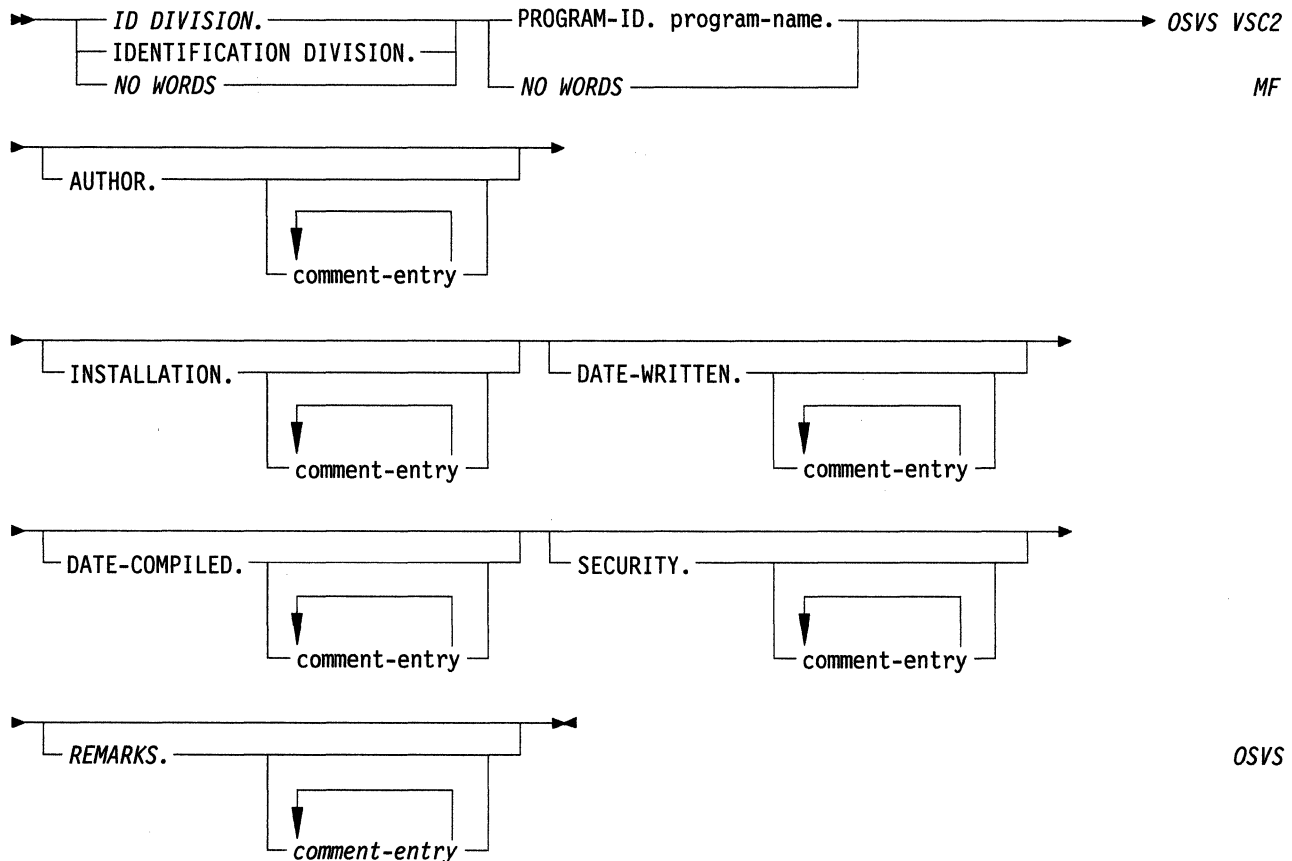 ID DIVISION. PROGRAM-ID. program-name. OSVS VSC2
IDENTIFICATION DIVISION.
NO WORDS NO WORDS MF
AUTHOR.
comment-entry
INSTALLATION. DATE-WRITTEN.
comment-entry comment-entry
DATE-COMPILED. SECURITY.
comment-entry comment-entry
REMARKS. OSVS
comment-entry